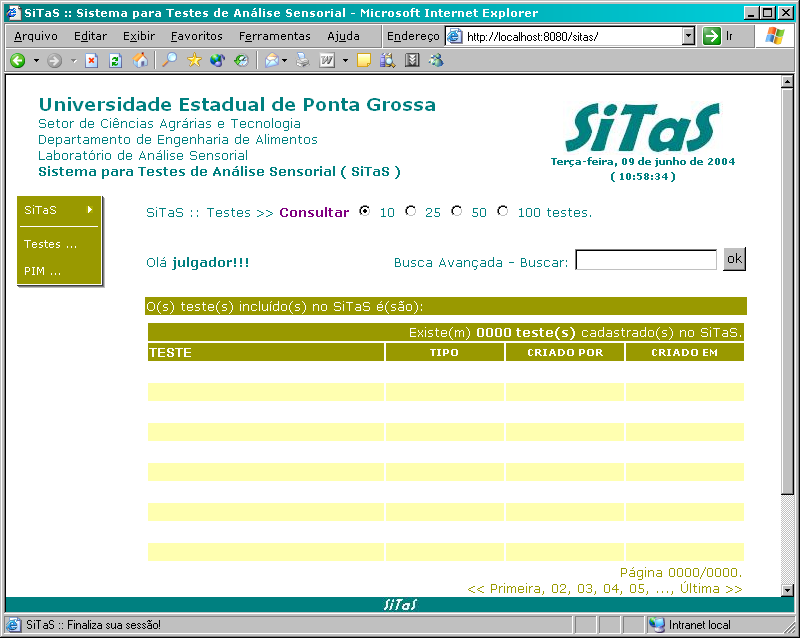 SiTaS :: Sistema para Testes de Análise Sensorial - Microsoft Internet Explorer
Arquivo Editar Exibir Favoritos Ferramentas Ajuda Endereço http://localhost:8080/sitas/ Ir
Universidade Estadual de Ponta Grossa
Setor de Ciências Agrárias e Tecnologia
Departamento de Engenharia de Alimentos
Laboratório de Análise Sensorial
Sistema para Testes de Análise Sensorial ( SiTaS )
SiTaS
Terça-feira, 09 de junho de 2004
( 10:58:34 )
SiTaS
Testes ...
PIM ...
SiTaS :: Testes >> Consultar 10 25 50 100 testes.
Olá julgador!!! Busca Avançada - Buscar: ok
O(s) teste(s) incluído(s) no SiTaS é(são):
Existe(m) 0000 teste(s) cadastrado(s) no SiTaS.
TESTE TIPO CRIADO POR CRIADO EM
Página 0000/0000.
<< Primeira, 02, 03, 04, 05, ..., Última >>
SiTaS
SiTaS :: Finaliza sua sessão! Intranet local